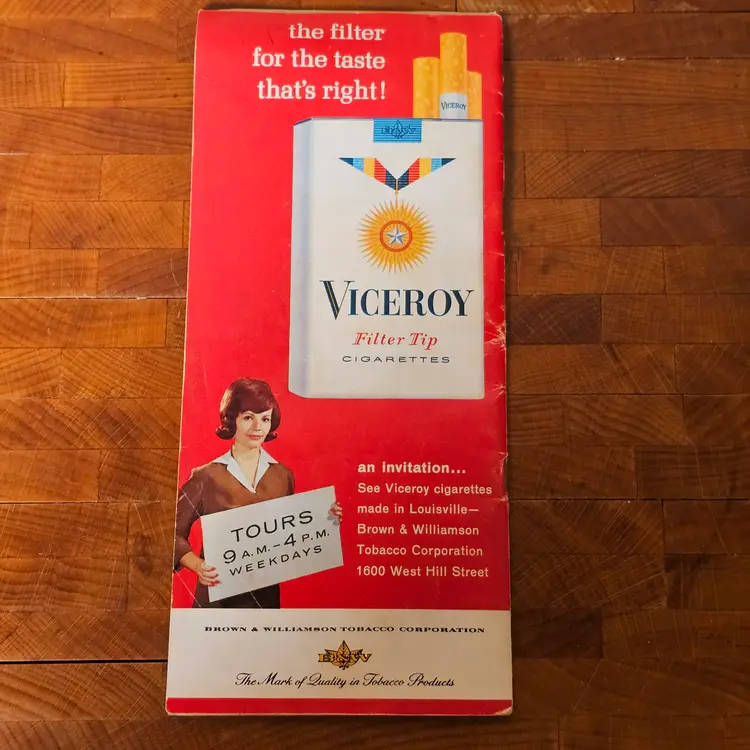 the filter
for the taste
that's right!
VICEROY
B&W
VICEROY
Filter Tip
CIGARETTES
an invitation...
See Viceroy cigarettes
made in Louisville—
Brown & Williamson
Tobacco Corporation
1600 West Hill Street
TOURS
9 A.M.–4 P.M.
WEEKDAYS
BROWN & WILLIAMSON TOBACCO CORPORATION
B&W
The Mark of Quality in Tobacco Products